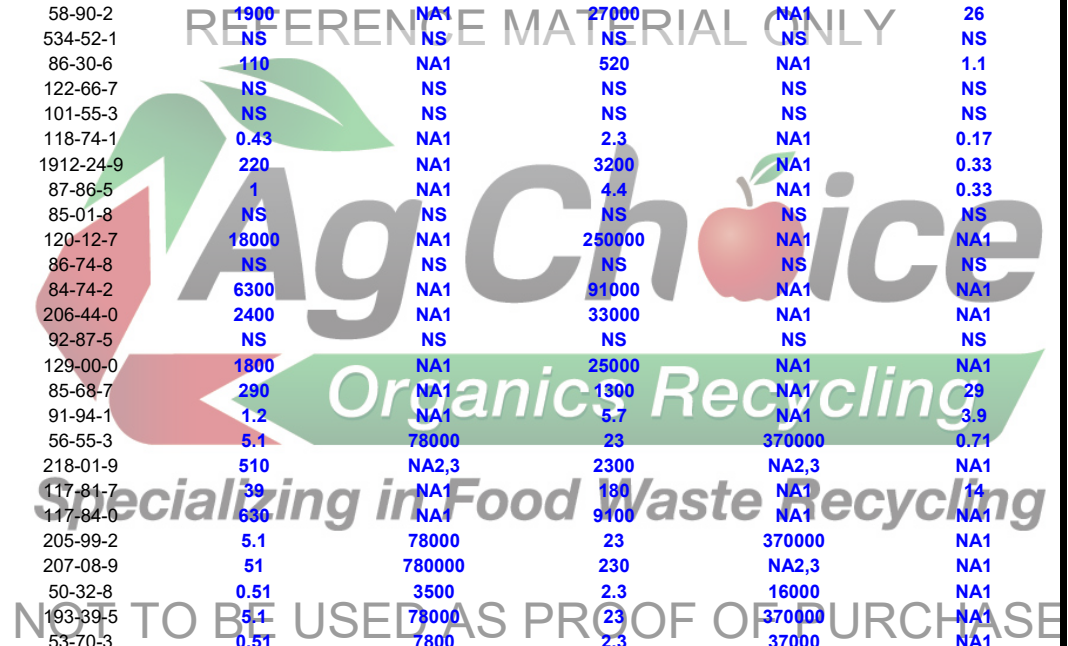 REFERENCE MATERIAL ONLY
58-90-2 1900 NA1 27000 NA1 26
534-52-1 NS NS NS NS NS
86-30-6 110 NA1 520 NA1 1.1
122-66-7 NS NS NS NS NS
101-55-3 NS NS NS NS NS
118-74-1 0.43 NA1 2.3 NA1 0.17
1912-24-9 220 NA1 3200 NA1 0.33
87-86-5 1 NA1 4.4 NA1 0.33
85-01-8 NS NS NS NS NS
120-12-7 18000 NA1 250000 NA1 NA1
86-74-8 NS NS NS NS NS
Ag Choice
84-74-2 6300 NA1 91000 NA1 NA1
206-44-0 2400 NA1 33000 NA1 NA1
92-87-5 NS NS NS NS NS
129-00-0 1800 NA1 25000 NA1 NA1
85-68-7 290 NA1 1300 NA1 29
Organics Recycling
91-94-1 1.2 NA1 5.7 NA1 3.9
56-55-3 5.1 78000 23 370000 0.71
218-01-9 510 NA2,3 2300 NA2,3 NA1
117-81-7 39 NA1 180 NA1 14
Specializing in Food Waste Recycling
117-84-0 630 NA1 9100 NA1 NA1
205-99-2 5.1 78000 23 370000 NA1
207-08-9 51 780000 230 NA2,3 NA1
50-32-8 0.51 3500 2.3 16000 NA1
193-39-5 5.1 78000 23 370000 NA1
NOT TO BE USED AS PROOF OF PURCHASE
53-70-3 0.51 7800 2.3 37000 NA1